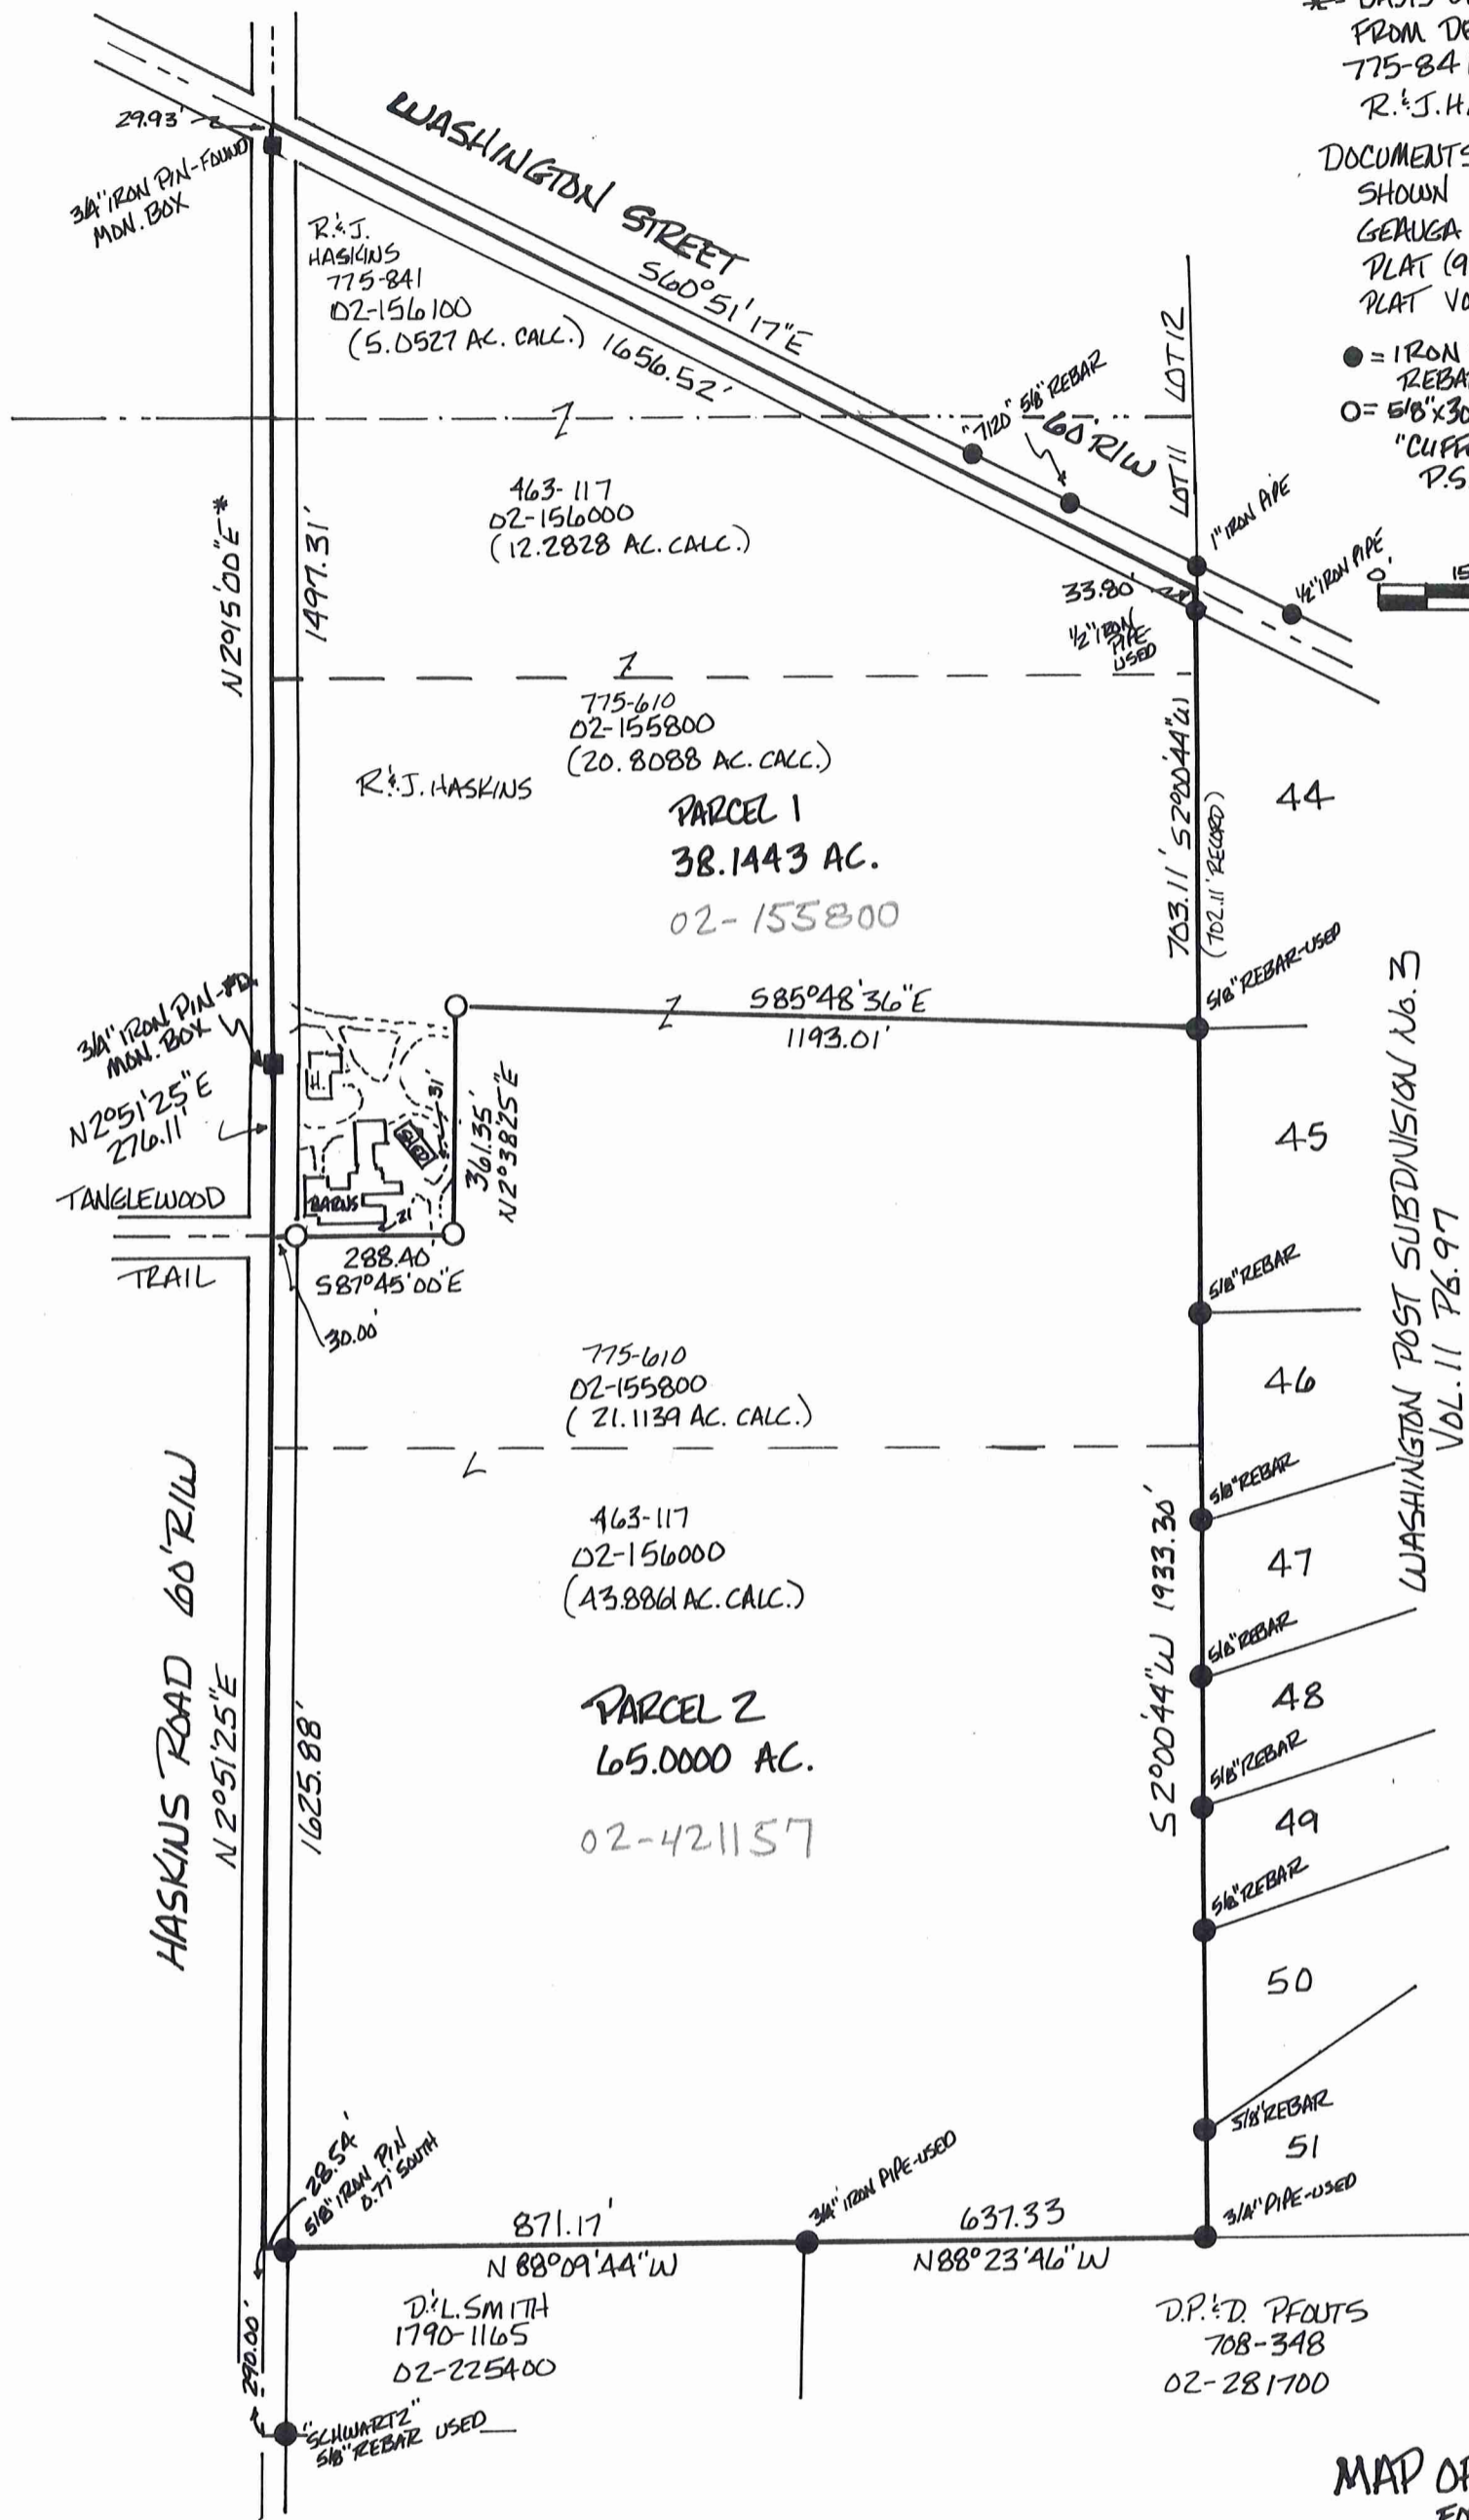 FROM
775-84
R.&J.H.
DOCUMENTS
SHOWN
GEAUGA
PLAT (9
PLAT VO
= IRON
REBAR
= 5/8"x30
"CLIFF
P.S
29.93'
3/4" IRON PIN-FOUND
MON. BOX
WASHINGTON STREET
S60°51'17"E
1656.52'
R.&J.
HASKINS
775-841
02-156100
(5.0527 AC. CALC.)
"7120" 5/8" REBAR
60' R/W
LOT 12
LOT 11
1" IRON PIPE
1/2" IRON PIPE
0'
15
463-117
02-156000
(12.2828 AC. CALC.)
N2°15'00"E*
1497.31'
33.80'
1/2" IRON
PIPE
USED
775-610
02-155800
(20.8088 AC. CALC.)
R.&J. HASKINS
PARCEL 1
38.1443 AC.
02-155800
703.11' S2°00'44"W
(702.11' RECORD)
44
5/8" REBAR-USED
S85°48'36"E
1193.01'
3/4" IRON PIN-FD
MON. BOX
N2°51'25"E
276.11'
TANGLEWOOD
TRAIL
H.
SHED
31'
BARNS
21'
361.35'
N2°38'25"E
288.40'
S87°45'00"E
30.00'
45
WASHINGTON POST SUBDIVISION No. 3
VOL. 11 PG. 97
5/8" REBAR
775-610
02-155800
(21.1139 AC. CALC.)
46
5/8" REBAR
463-117
02-156000
(43.8861 AC. CALC.)
47
5/8" REBAR
HASKINS ROAD 60' R/W
N2°51'25"E
1625.88'
PARCEL 2
65.0000 AC.
02-421157
S2°00'44"W 1933.30'
48
5/8" REBAR
49
5/8" REBAR
50
5/8" REBAR
51
3/4" PIPE-USED
28.54'
5/8" IRON PIN
0.77' SOUTH
871.17'
N88°09'44"W
3/4" IRON PIPE-USED
637.33
N88°23'46"W
D.&L. SMITH
1790-1165
02-225400
D.P.&D. PFOUTS
708-348
02-281700
290.00'
"SCHWARTZ"
5/8" REBAR USED
MAP OF